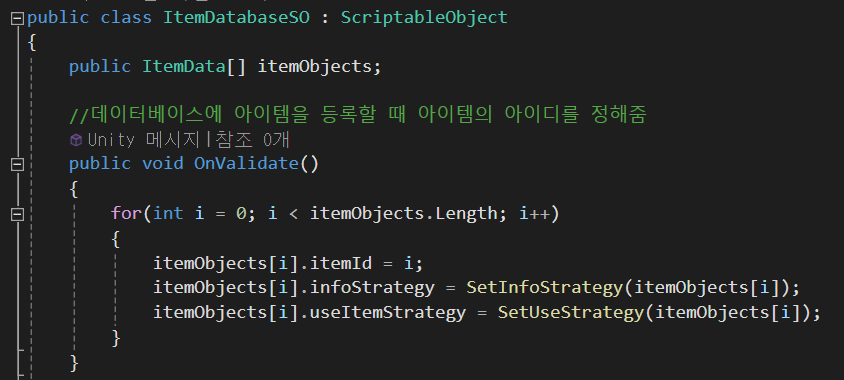 public class ItemDatabaseSO : ScriptableObject
{
public ItemData[] itemObjects;
//데이터베이스에 아이템을 등록할 때 아이템의 아이디를 정해줌
Unity 메시지|참조 0개
public void OnValidate()
{
for(int i = 0; i < itemObjects.Length; i++)
{
itemObjects[i].itemId = i;
itemObjects[i].infoStrategy = SetInfoStrategy(itemObjects[i]);
itemObjects[i].useItemStrategy = SetUseStrategy(itemObjects[i]);
}
}